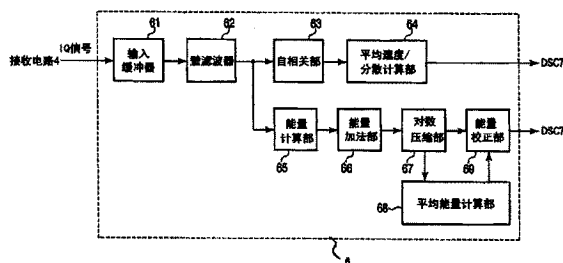 61
62
63
64
IQ信号
接收电路4
输入
缓冲器
壁滤波器
自相关部
平均速度/
分散计算部
DSC7
能量
计算部
能量
加法部
对数
压缩部
能量
校正部
DSC7
65
66
67
69
68
平均能量计算部
6